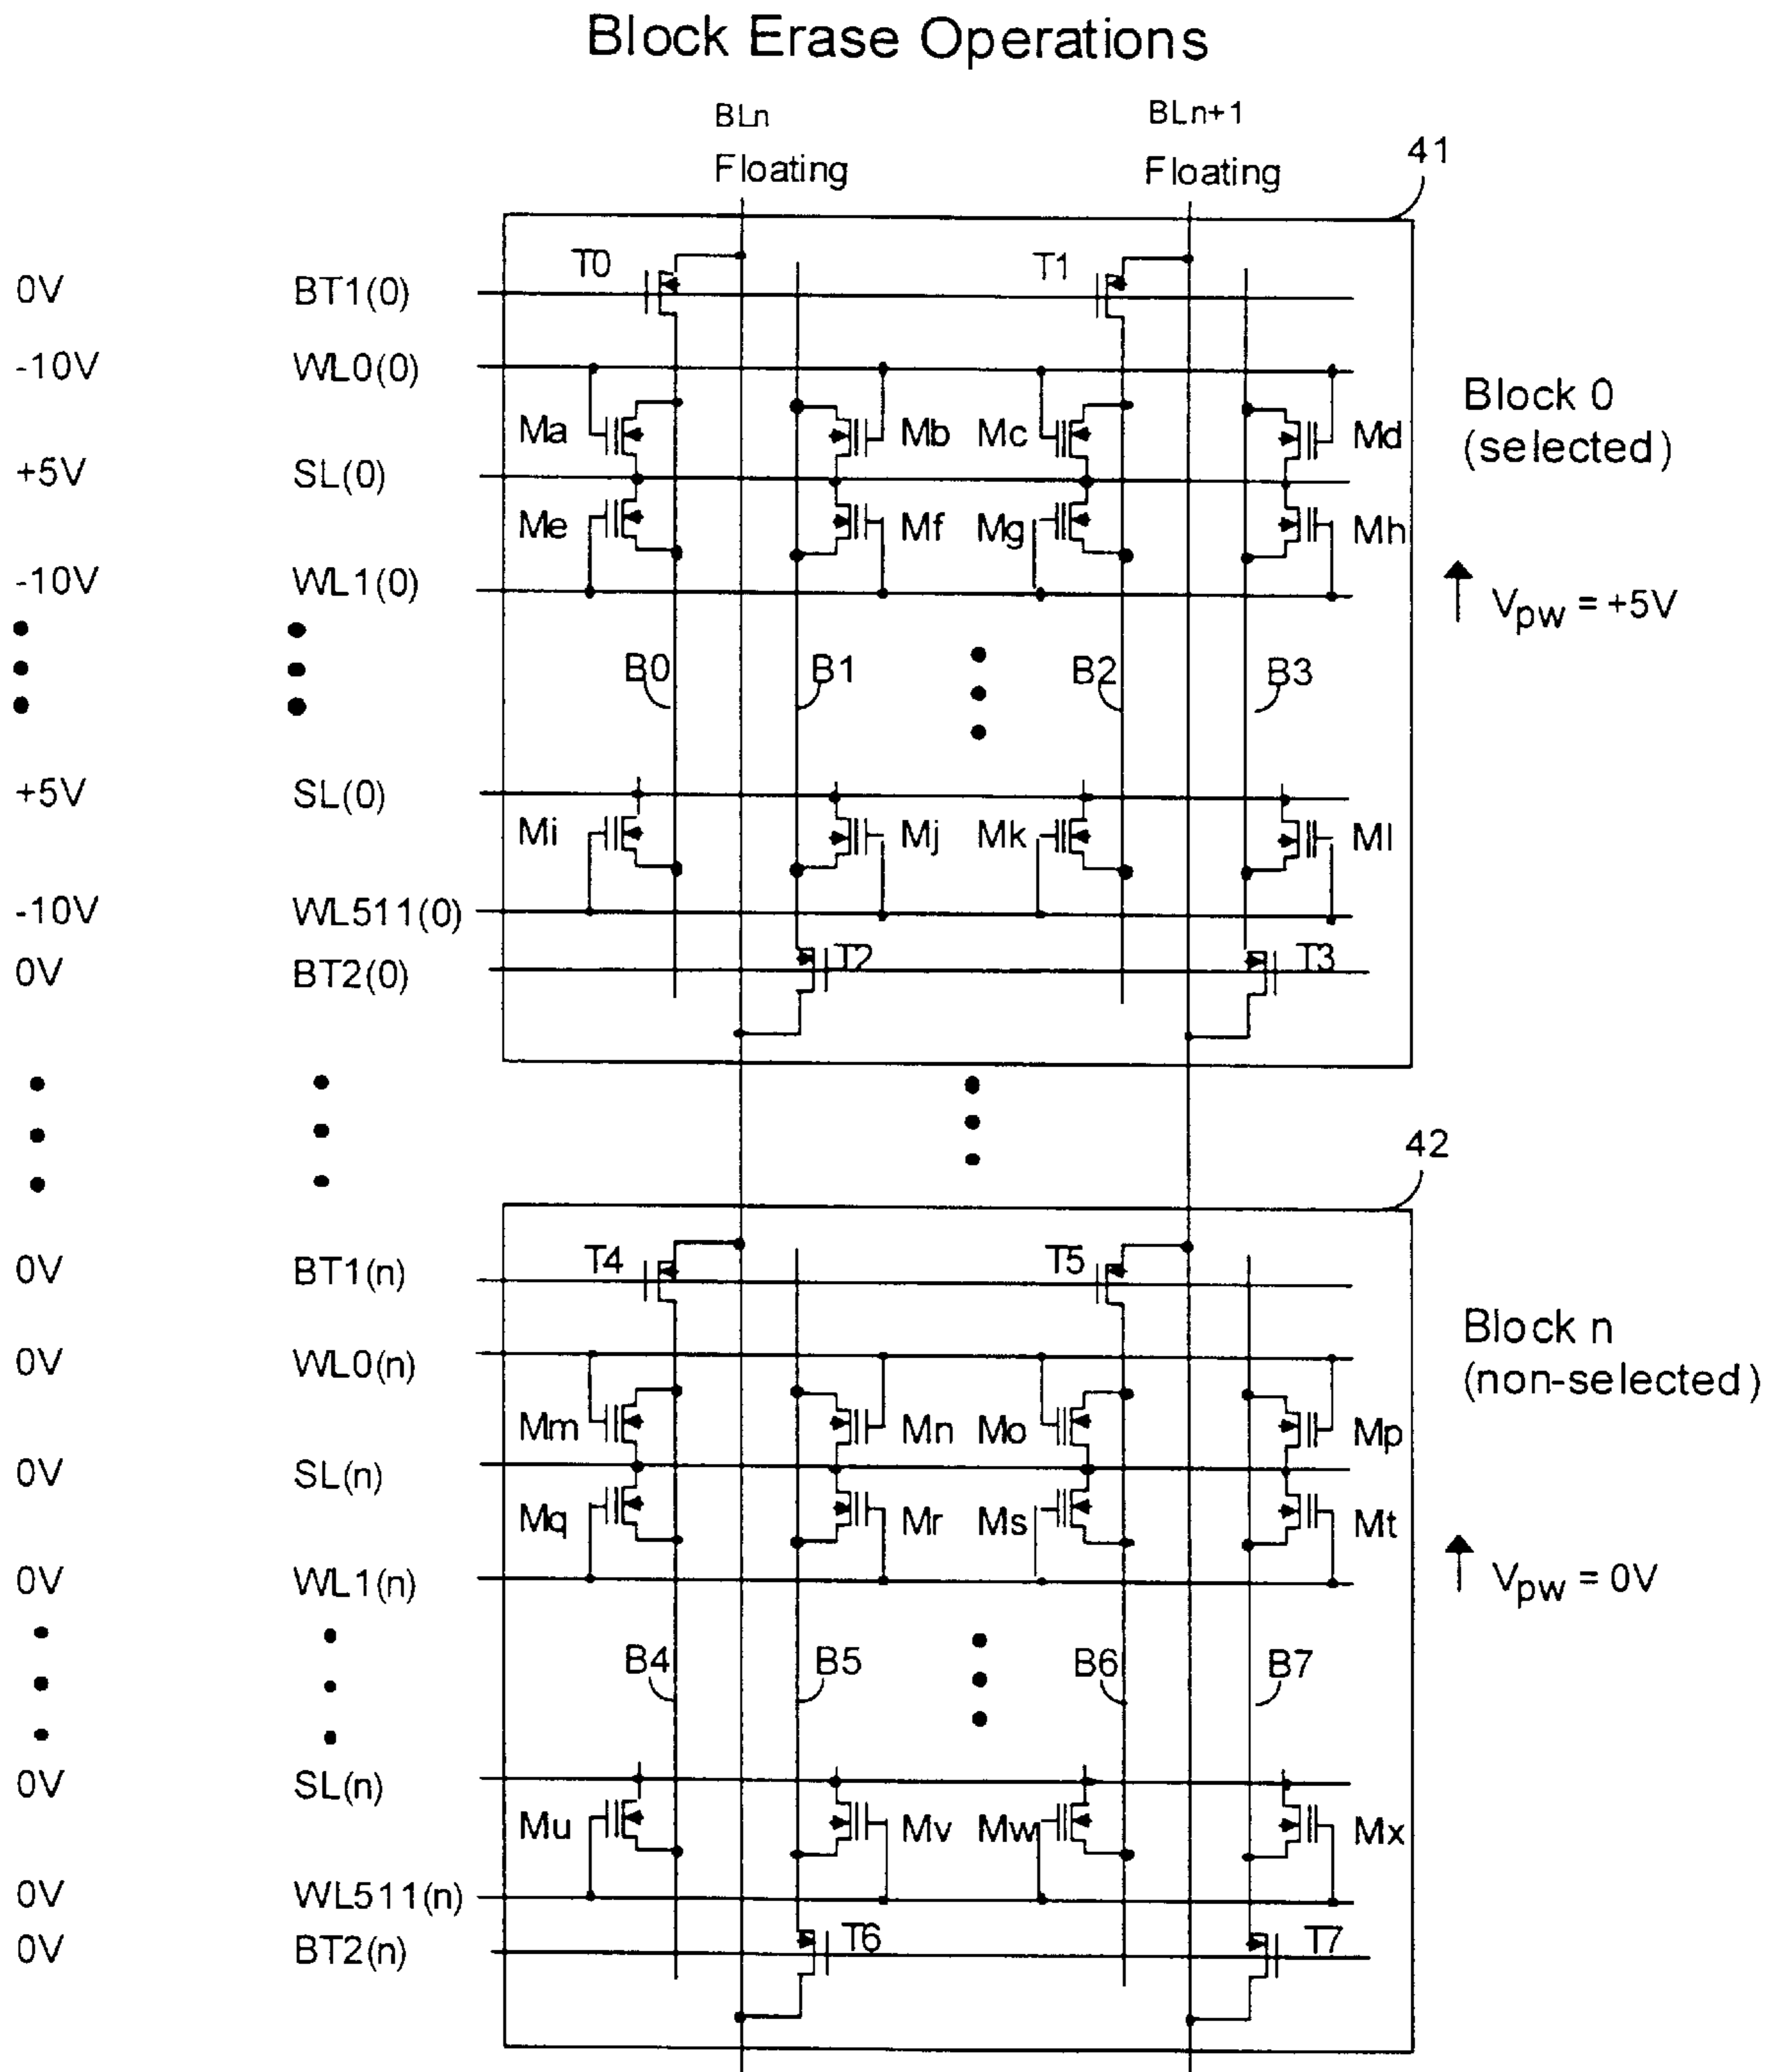 Block Erase Operations
BLn BLn+1
Floating Floating
41
T0 T1
0V BT1(0)
-10V WL0(0)
Block 0
Ma Mb Mc Md
(selected)
+5V SL(0)
Me Mf Mg Mh
-10V WL1(0)
Vpw = +5V
B0 B1 B2 B3
+5V SL(0)
Mi Mj Mk Ml
-10V WL511(0)
T2 T3
0V BT2(0)
42
T4 T5
0V BT1(n)
Block n
0V WL0(n)
(non-selected)
Mm Mn Mo Mp
0V SL(n)
Mq Mr Ms Mt
0V WL1(n)
Vpw = 0V
B4 B5 B6 B7
0V SL(n)
Mu Mv Mw Mx
0V WL511(n)
T6 T7
0V BT2(n)